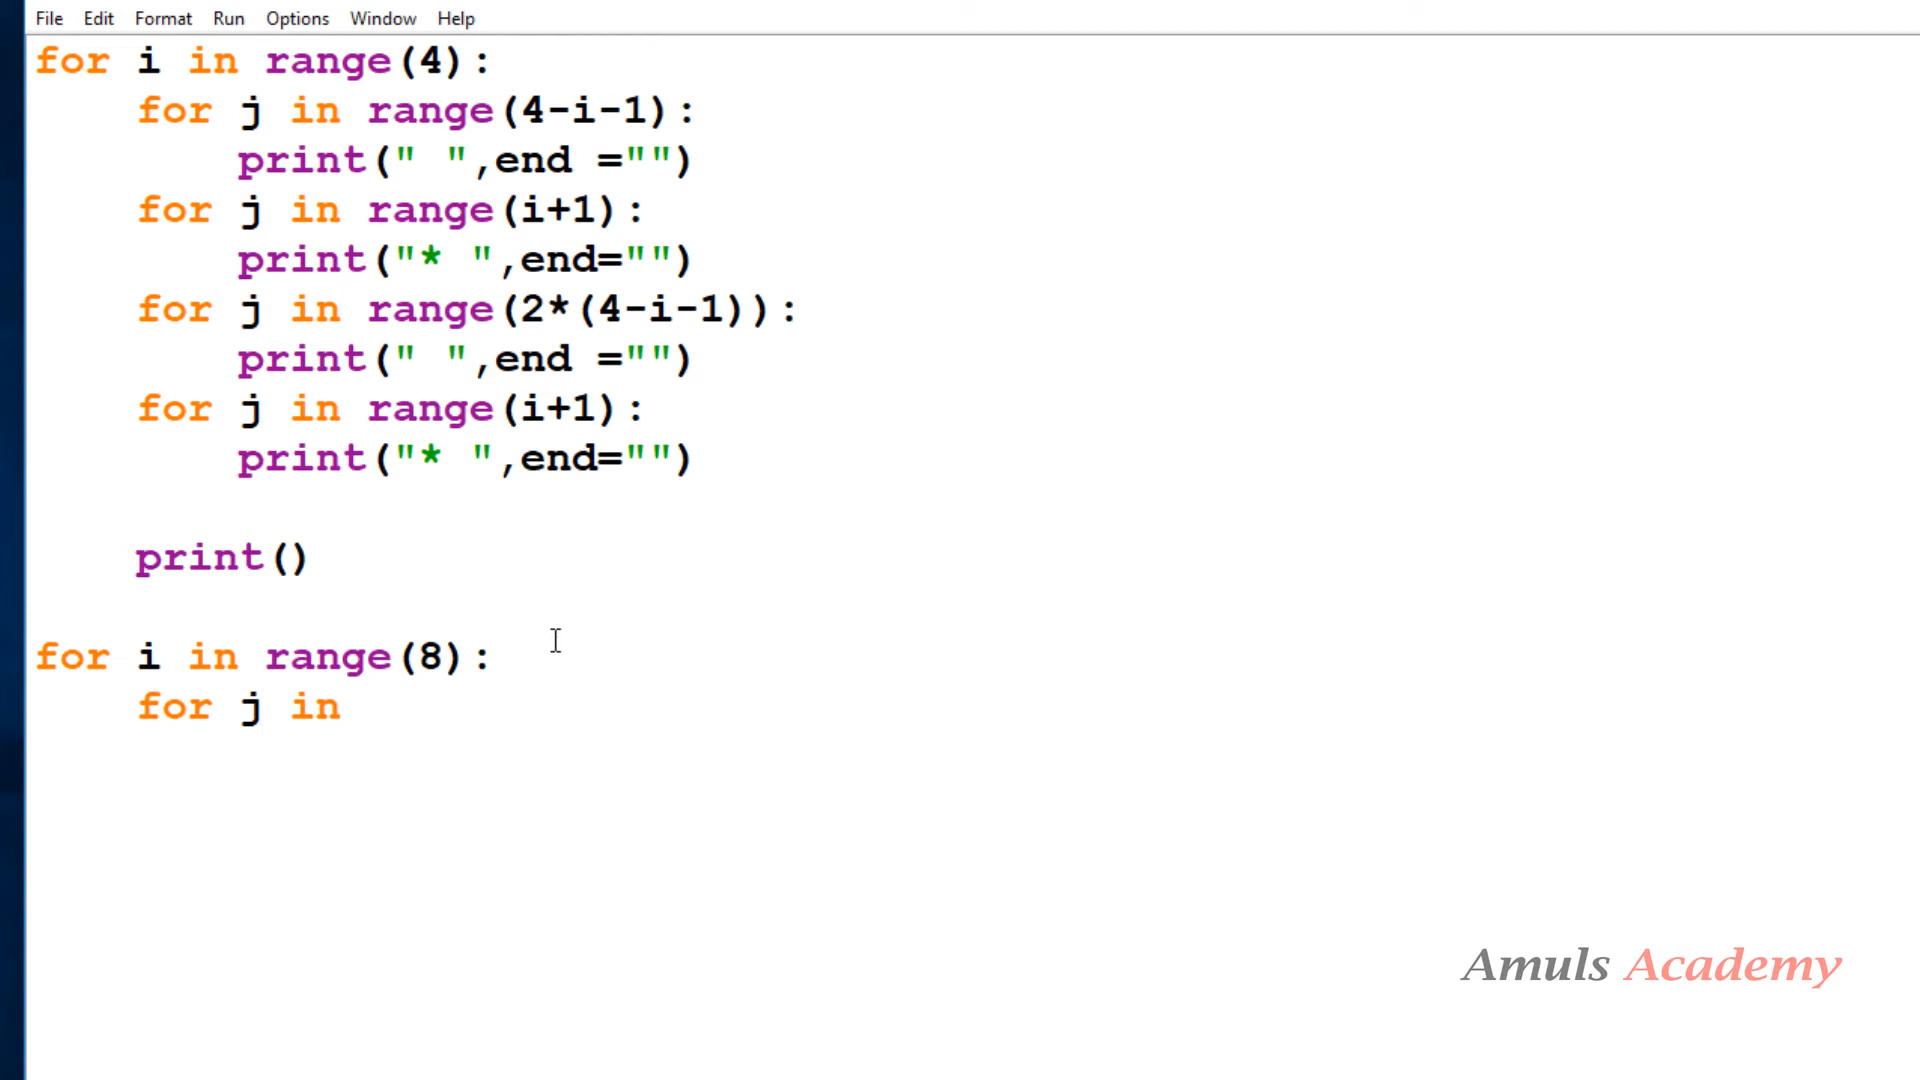 File Edit Format Run Options Window Help
for i in range(4):
    for j in range(4-i-1):
        print(" ",end ="")
    for j in range(i+1):
        print("* ",end="")
    for j in range(2*(4-i-1)):
        print(" ",end ="")
    for j in range(i+1):
        print("* ",end="")
    print()
for i in range(8):
    for j in
Amuls Academy